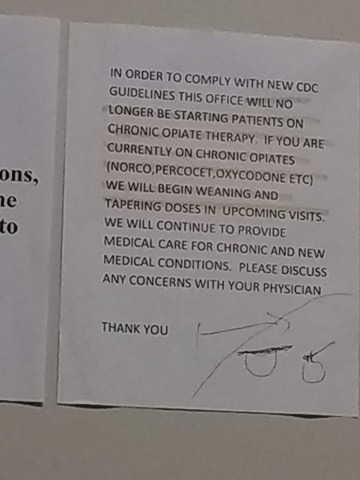 IN ORDER TO COMPLY WITH NEW CDC
GUIDELINES THIS OFFICE WILL NO
LONGER BE STARTING PATIENTS ON
CHRONIC OPIATE THERAPY. IF YOU ARE
CURRENTLY ON CHRONIC OPIATES
(NORCO,PERCOCET,OXYCODONE ETC)
WE WILL BEGIN WEANING AND
TAPERING DOSES IN UPCOMING VISITS.
WE WILL CONTINUE TO PROVIDE
MEDICAL CARE FOR CHRONIC AND NEW
MEDICAL CONDITIONS. PLEASE DISCUSS
ANY CONCERNS WITH YOUR PHYSICIAN
THANK YOU
ons,
to